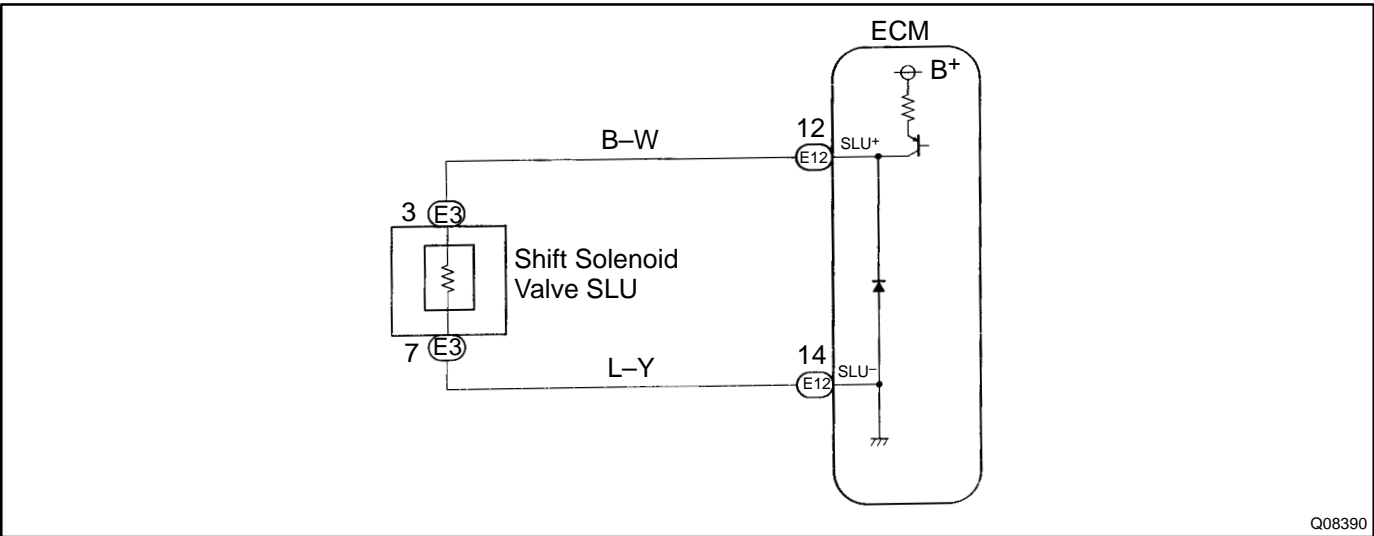 ECM
B+
12
E12
SLU+
B–W
3
E3
Shift Solenoid
Valve SLU
7
E3
L–Y
14
E12
SLU–
Q08390